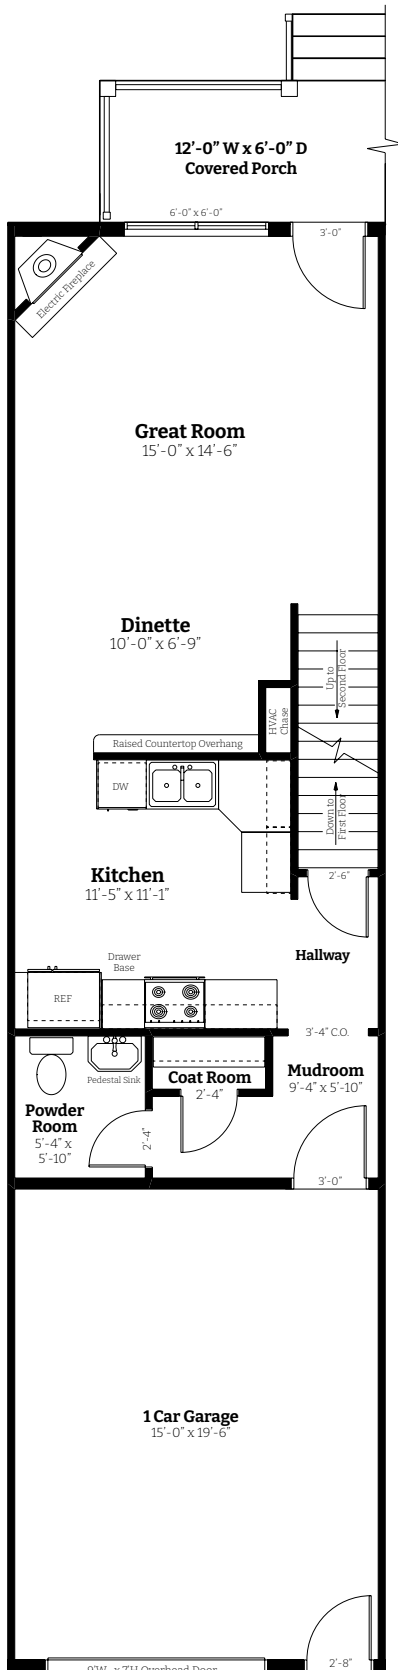 12’-0” W x 6’-0” D
Covered Porch
6’-0” x 6’-0”
3’-0”
Electric Fireplace
Great Room
15’-0” x 14’-6”
Dinette
10’-0” x 6’-9”
Up to
Second Floor
HVAC
Chase
Raised Countertop Overhang
DW
Down to
First Floor
Kitchen
11’-5” x 11’-1”
2’-6”
Hallway
Drawer
Base
REF
3’-4” C.O.
Pedestal Sink
Coat Room
2’-4”
Mudroom
9’-4” x 5’-10”
Powder
Room
5’-4” x
5’-10”
2’-4”
3’-0”
1 Car Garage
15’-0” x 19’-6”
2’-8”
9’W. x 7’H Overhead Door